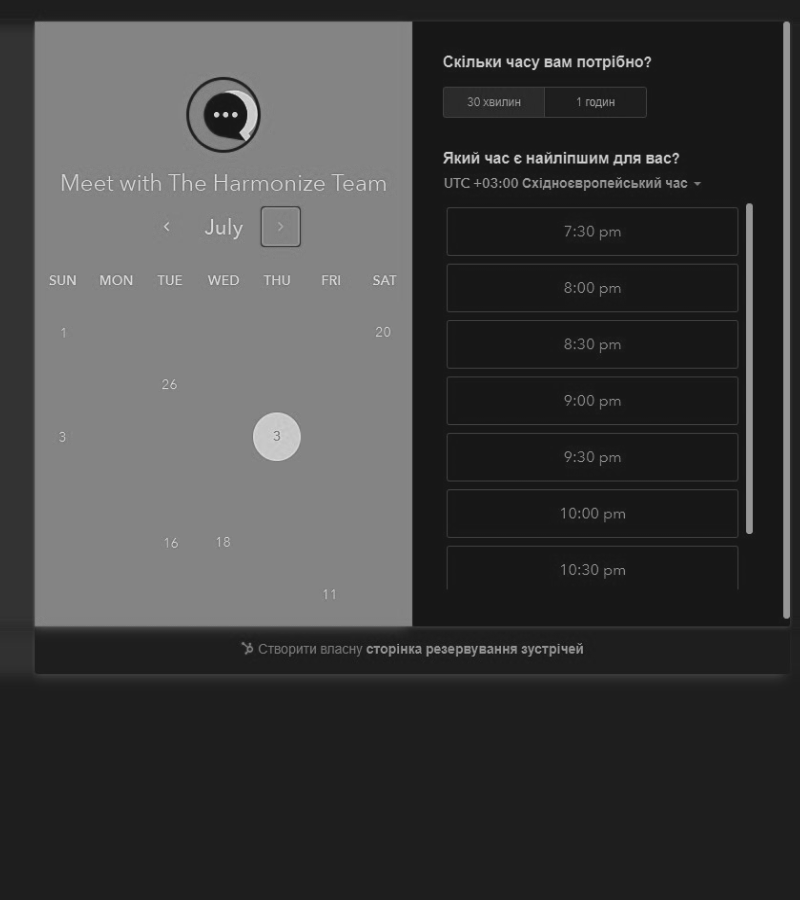 Meet with The Harmonize Team
July
SUN MON TUE WED THU FRI SAT
1 20
26
3 3
16 18
11
Скільки часу вам потрібно?
30 хвилин 1 годин
Який час є найліпшим для вас?
UTC +03:00 Східноєвропейський час
7:30 pm
8:00 pm
8:30 pm
9:00 pm
9:30 pm
10:00 pm
10:30 pm
Створити власну сторінка резервування зустрічей